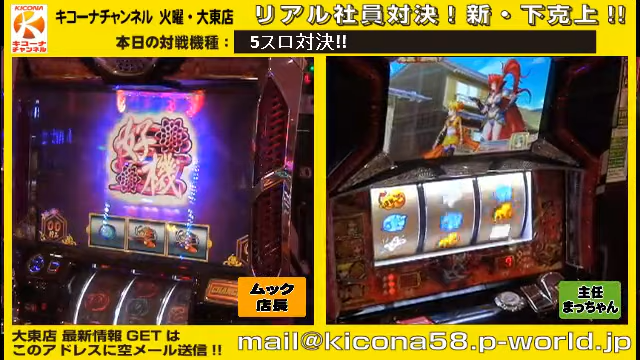 KICONA
キコーナ
チャンネル
キコーナチャンネル 火曜・大東店
リアル社員対決！新・下克上!!
本日の対戦機種：
5スロ対決!!
好機
ムック
店長
主任
まっちゃん
大東店 最新情報 GET は
このアドレスに空メール送信!!
mail@kicona58.p-world.jp